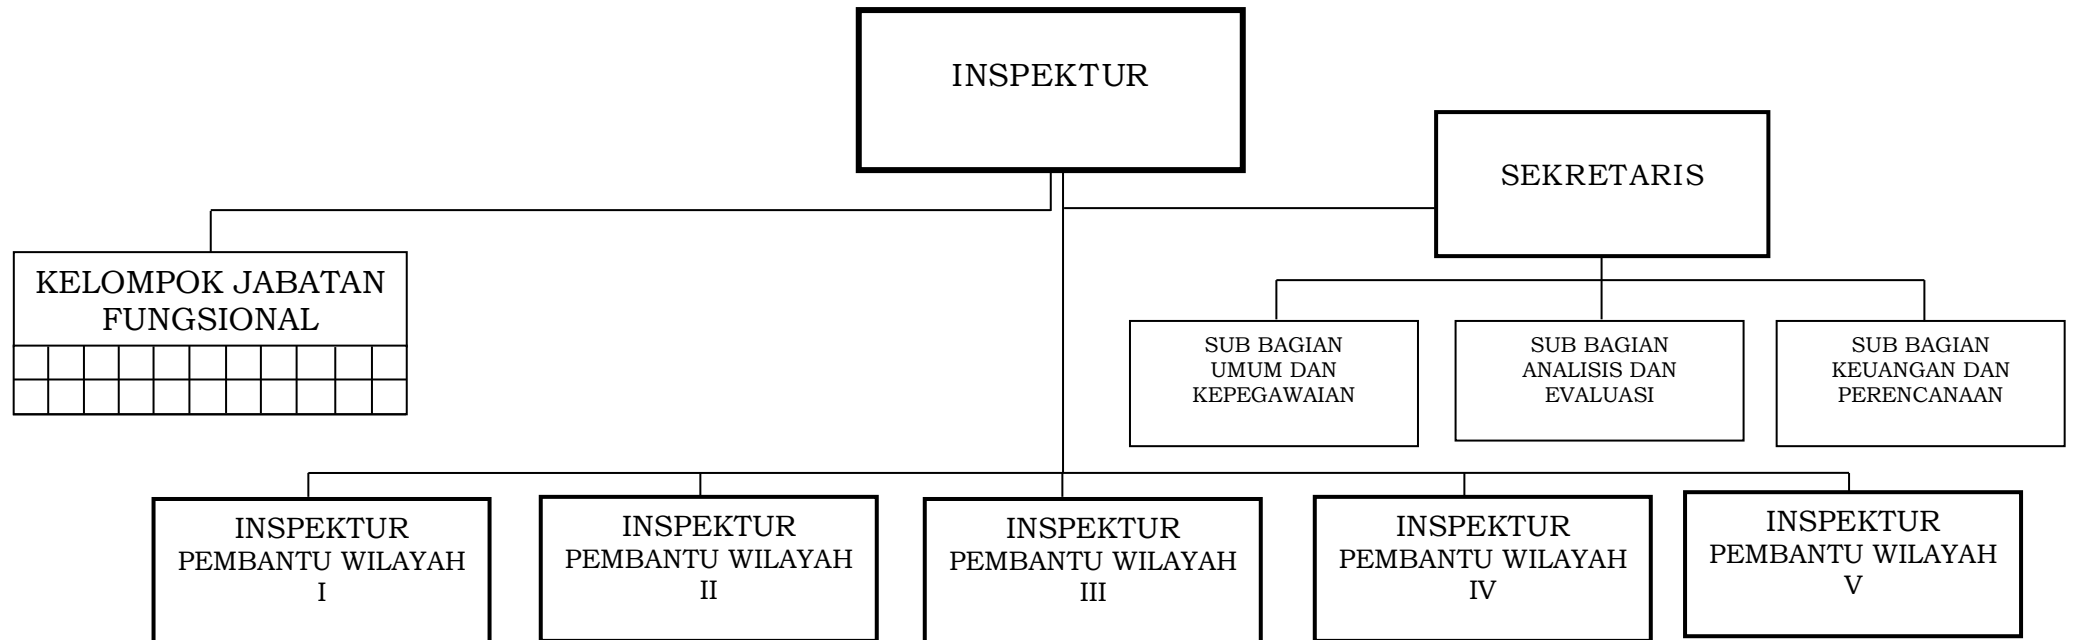 INSPEKTUR
SEKRETARIS
KELOMPOK JABATAN
FUNGSIONAL
SUB BAGIAN
UMUM DAN
KEPEGAWAIAN
SUB BAGIAN
ANALISIS DAN
EVALUASI
SUB BAGIAN
KEUANGAN DAN
PERENCANAAN
INSPEKTUR
PEMBANTU WILAYAH
I
INSPEKTUR
PEMBANTU WILAYAH
II
INSPEKTUR
PEMBANTU WILAYAH
III
INSPEKTUR
PEMBANTU WILAYAH
IV
INSPEKTUR
PEMBANTU WILAYAH
V